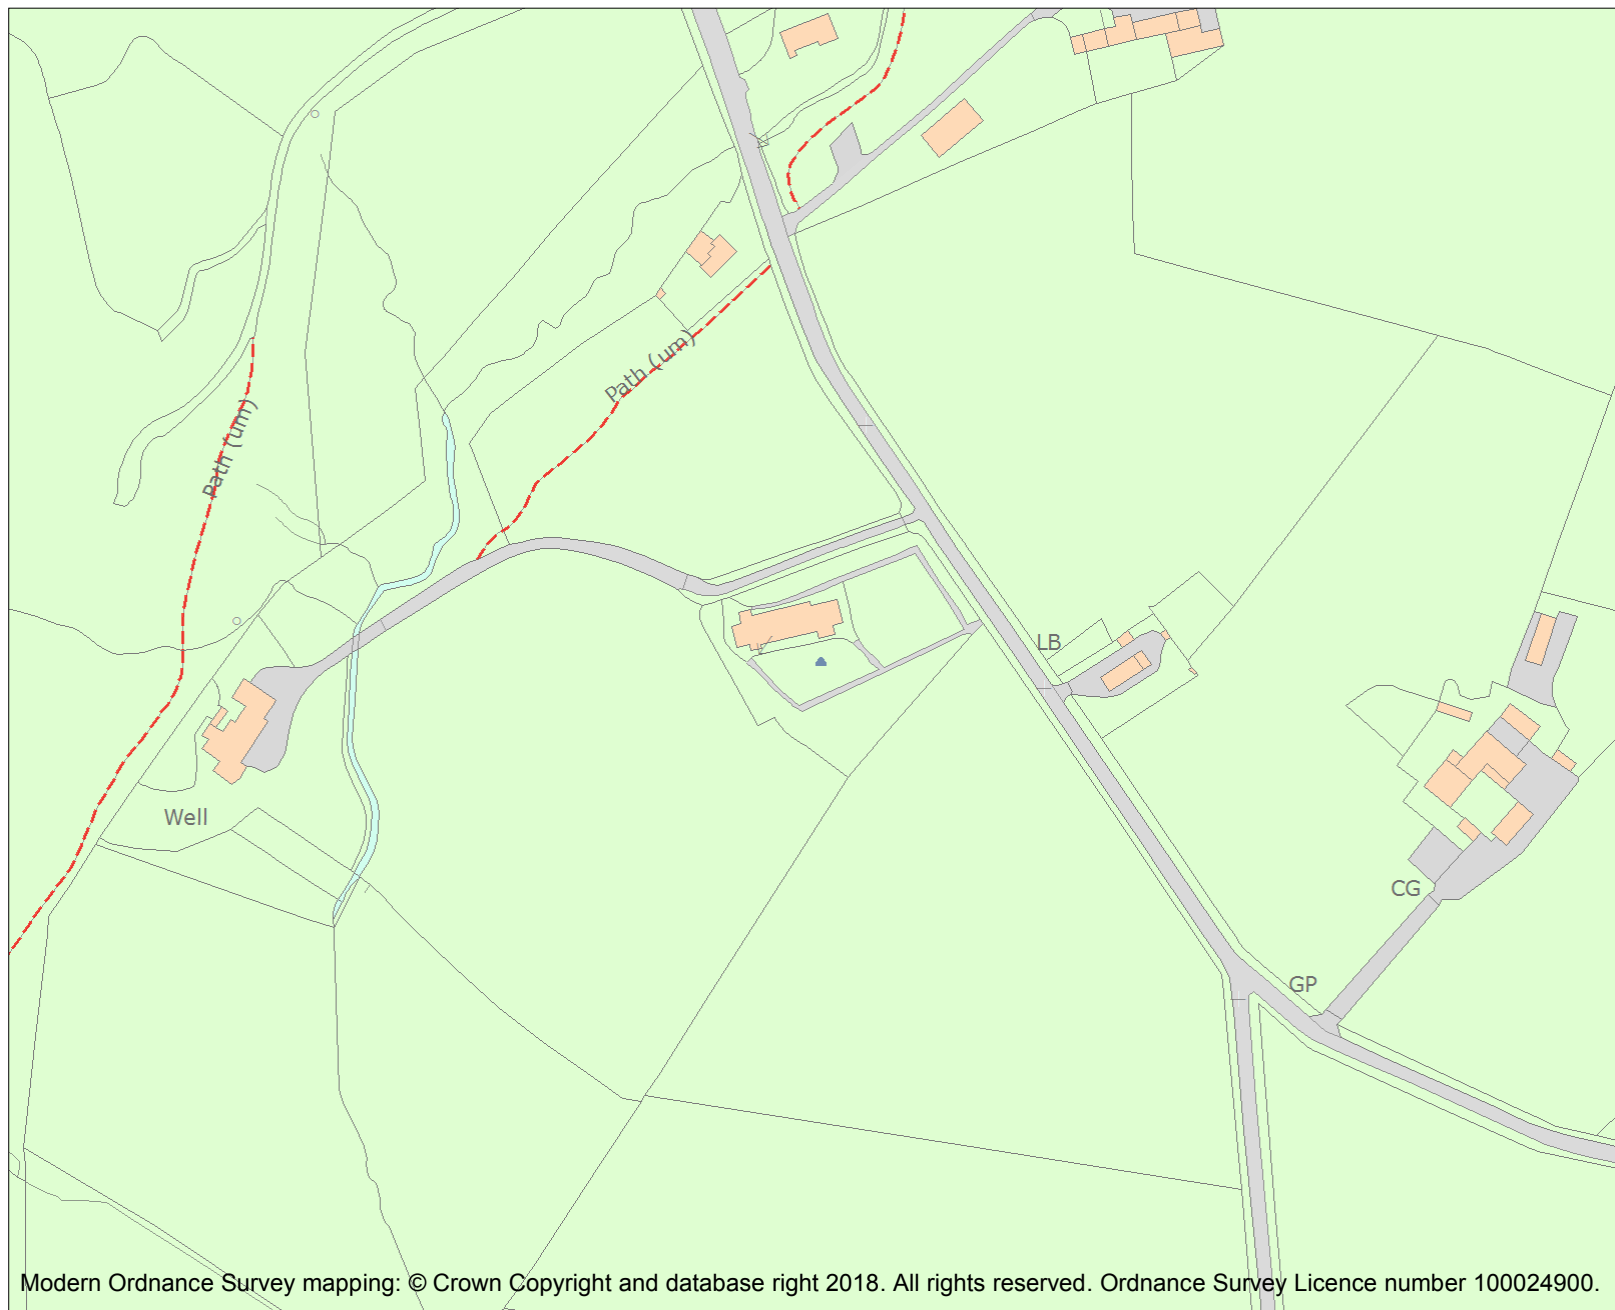 Path (um)
Path (um)
LB
Well
CG
GP
Modern Ordnance Survey mapping: © Crown Copyright and database right 2018. All rights reserved. Ordnance Survey Licence number 100024900.